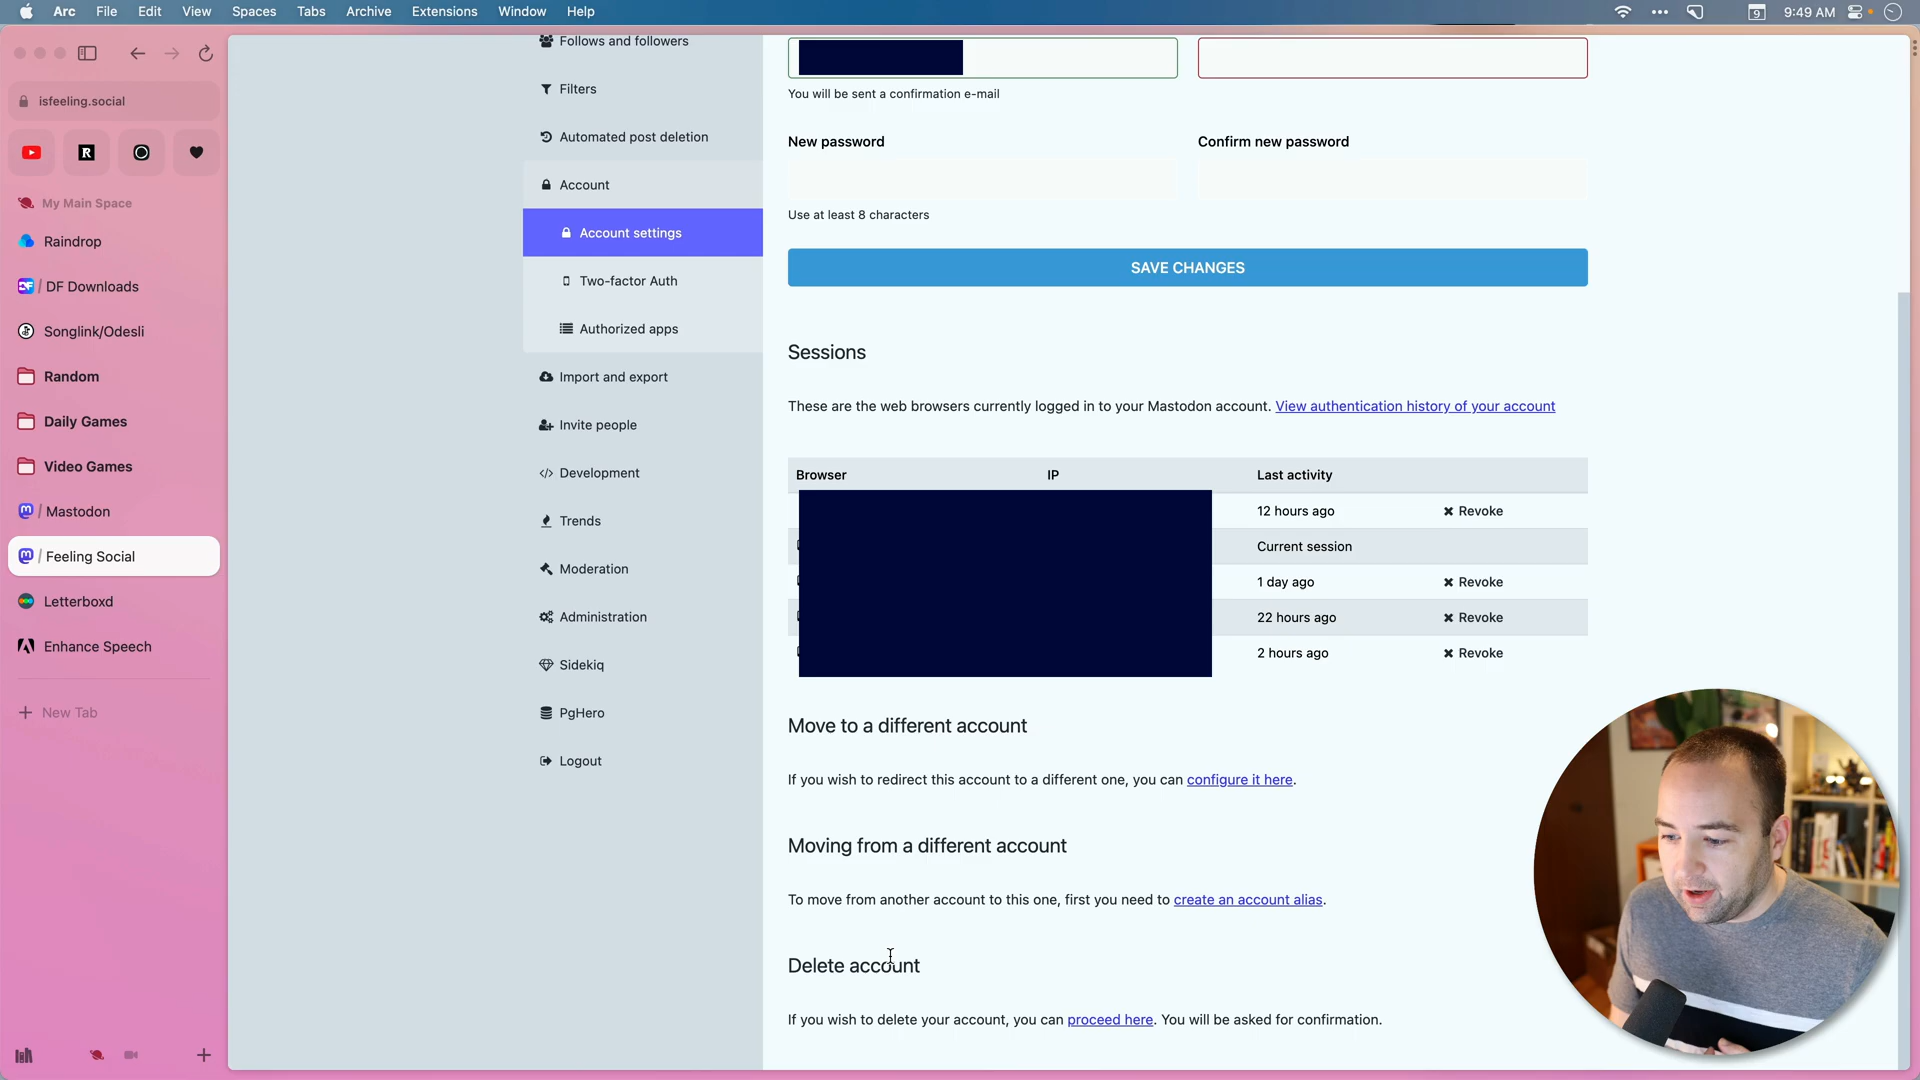 Arc File Edit View Spaces Tabs Archive Extensions Window Help
9 9:49 AM
isfeeling.social
R
My Main Space
Raindrop
DF / DF Downloads
Songlink/Odesli
Random
Daily Games
Video Games
/ Mastodon
/ Feeling Social
Letterboxd
Enhance Speech
New Tab
Follows and followers
Filters
Automated post deletion
Account
Account settings
Two-factor Auth
Authorized apps
Import and export
Invite people
Development
Trends
Moderation
Administration
Sidekiq
PgHero
Logout
You will be sent a confirmation e-mail
New password Confirm new password
Use at least 8 characters
SAVE CHANGES
Sessions
These are the web browsers currently logged in to your Mastodon account. View authentication history of your account
Browser IP Last activity
12 hours ago Revoke
Current session
1 day ago Revoke
22 hours ago Revoke
2 hours ago Revoke
Move to a different account
If you wish to redirect this account to a different one, you can configure it here.
Moving from a different account
To move from another account to this one, first you need to create an account alias.
Delete account
If you wish to delete your account, you can proceed here. You will be asked for confirmation.